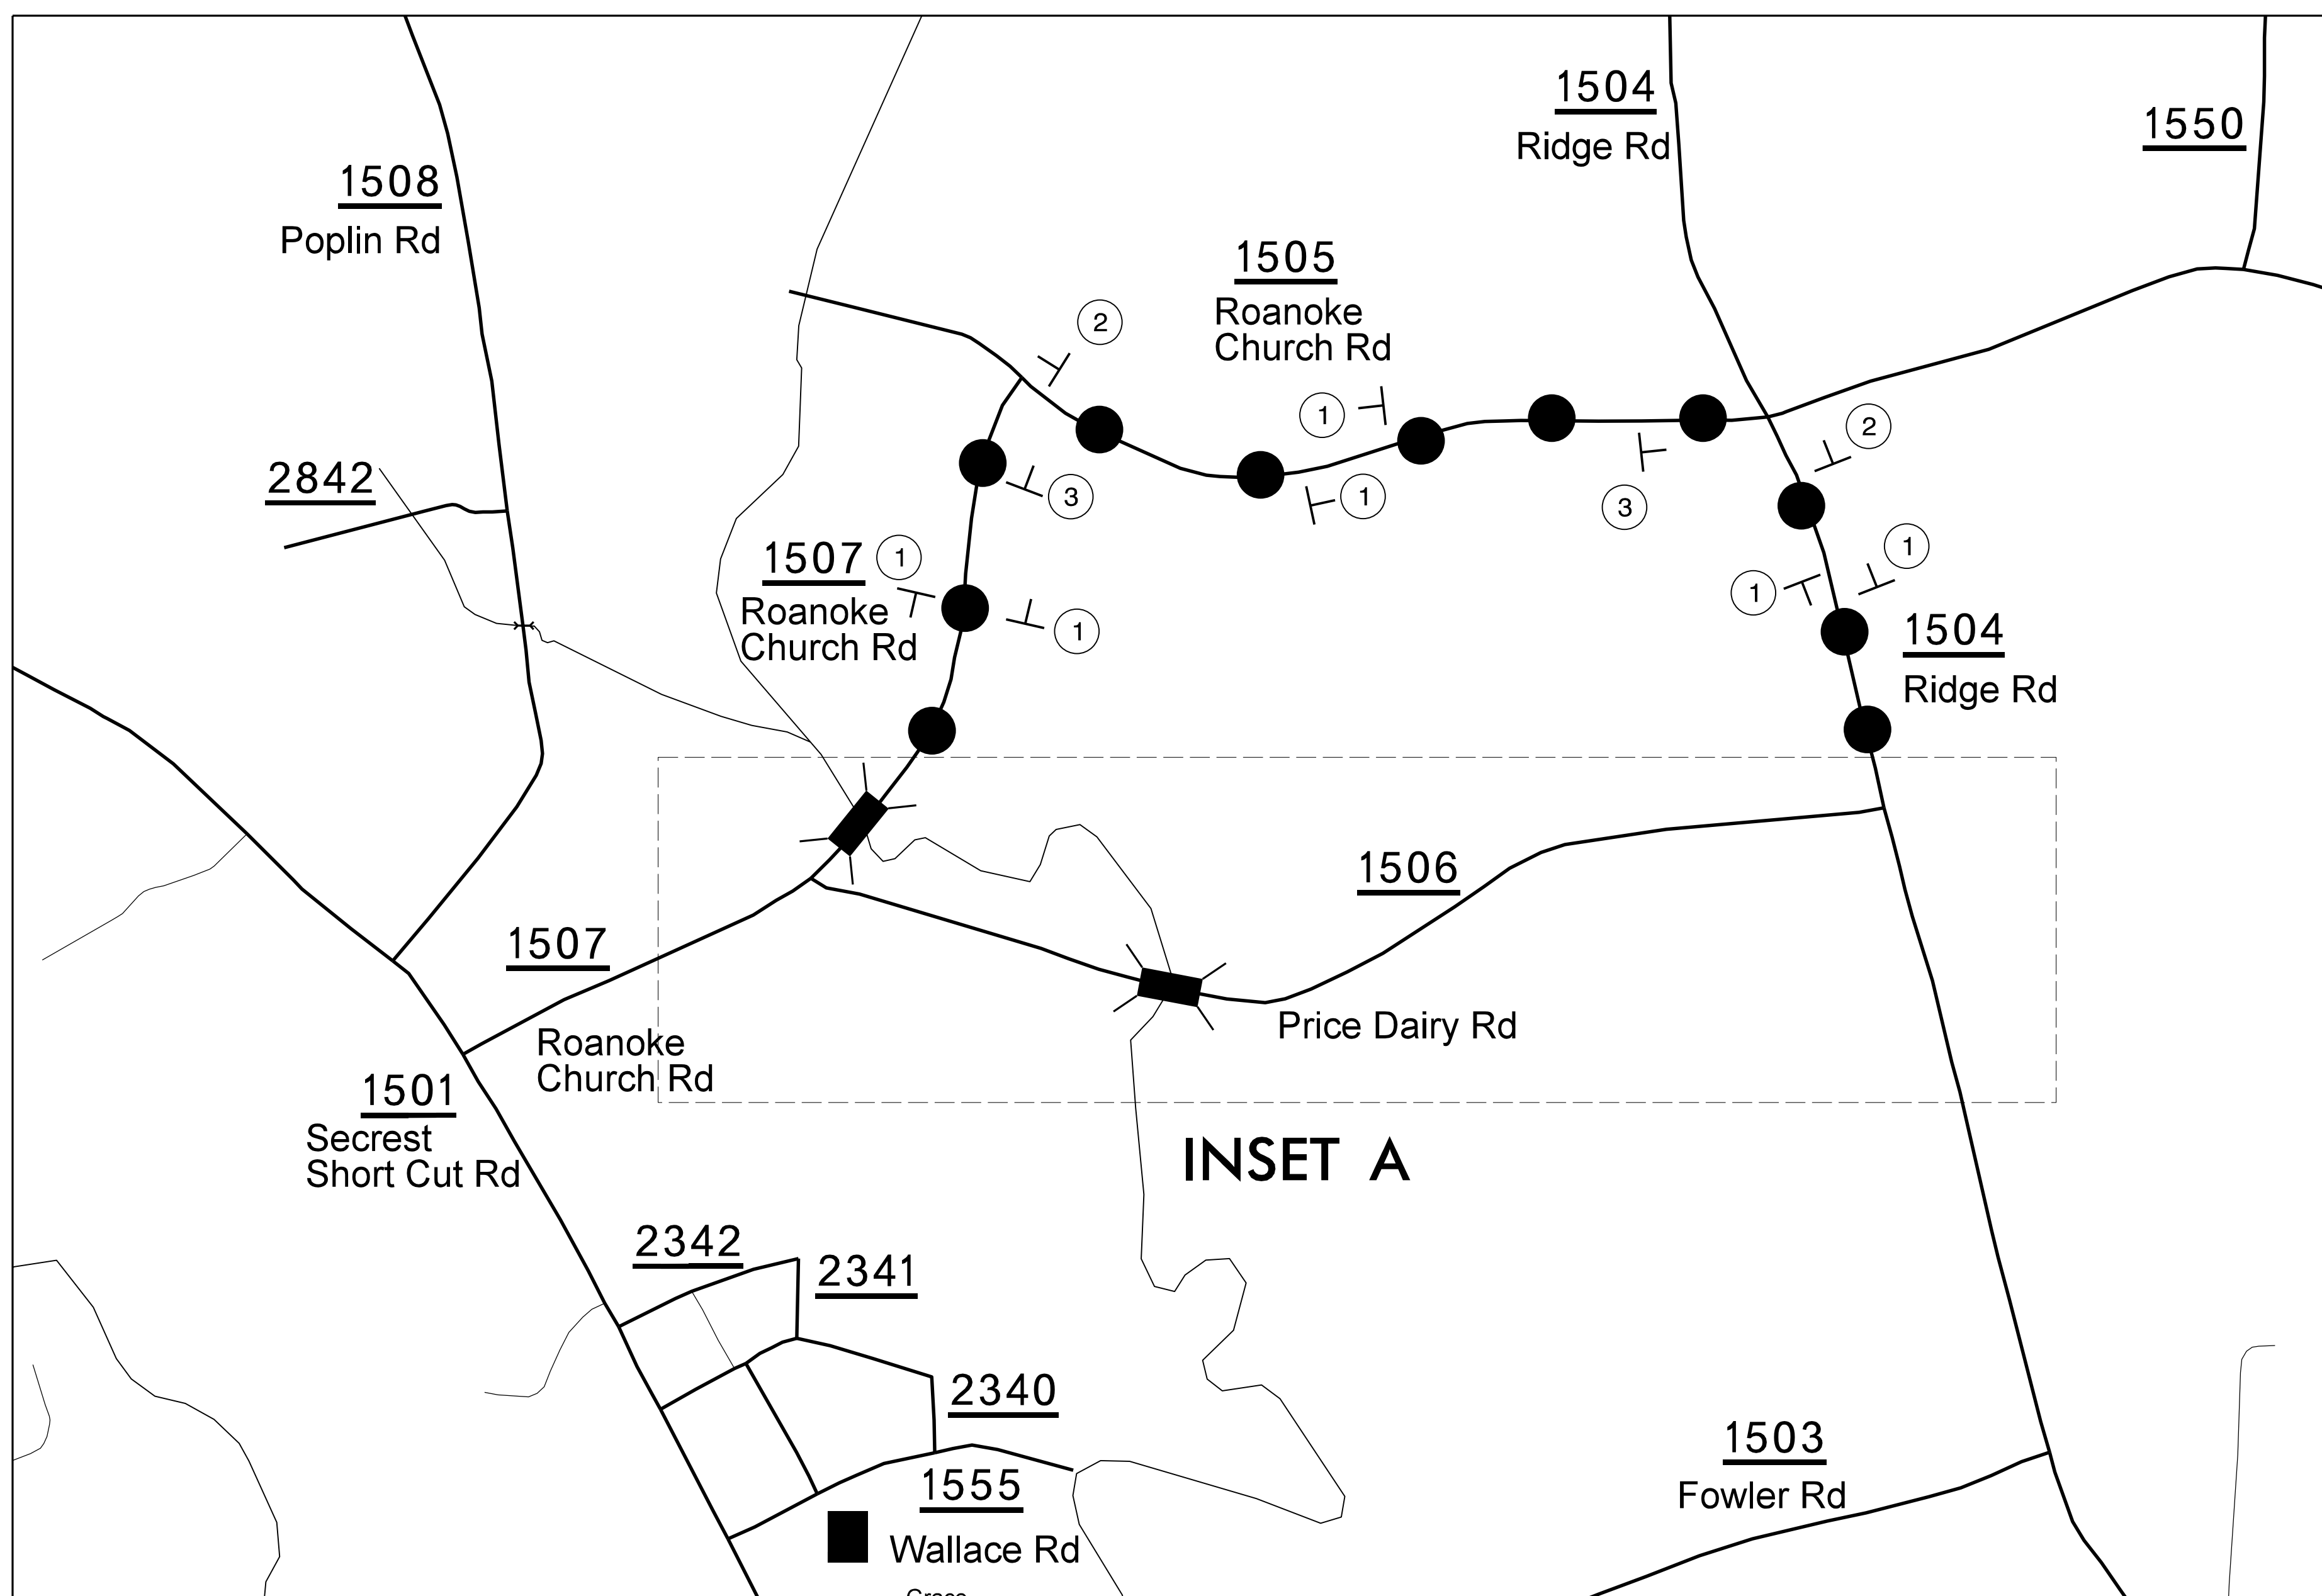 1504
Ridge Rd
1550
1508
Poplin Rd
1505
Roanoke
Church Rd
2
1
2
2842
3
1
3
1507
1
Roanoke
Church Rd
1
1
1
1504
Ridge Rd
1506
1507
Price Dairy Rd
Roanoke
Church Rd
1501
Secrest
Short Cut Rd
INSET A
2342
2341
2340
1503
Fowler Rd
1555
Wallace Rd